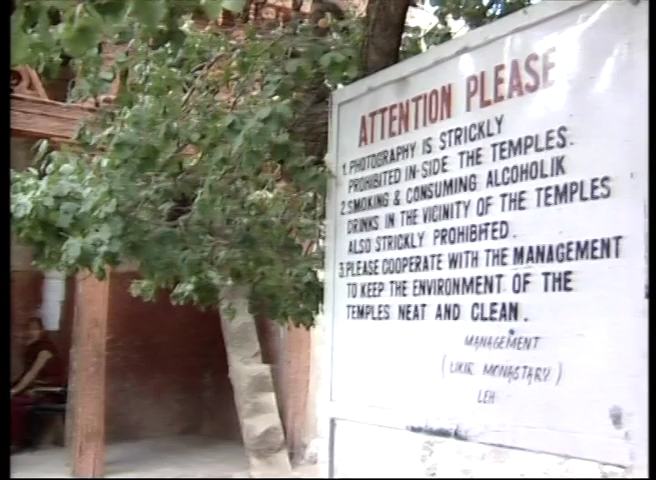 ATTENTION PLEASE
1. PHOTOGRAPHY IS STRICKLY
PROHIBITED IN-SIDE THE TEMPLES.
2. SMOKING & CONSUMING ALCOHOLIK
DRINKS IN THE VICINITY OF THE TEMPLES
ALSO STRICKLY PROHIBITED.
3. PLEASE COOPERATE WITH THE MANAGEMENT
TO KEEP THE ENVIRONMENT OF THE
TEMPLES NEAT AND CLEAN.
MANAGEMENT
(LIKIR MONASTARY)
LEH